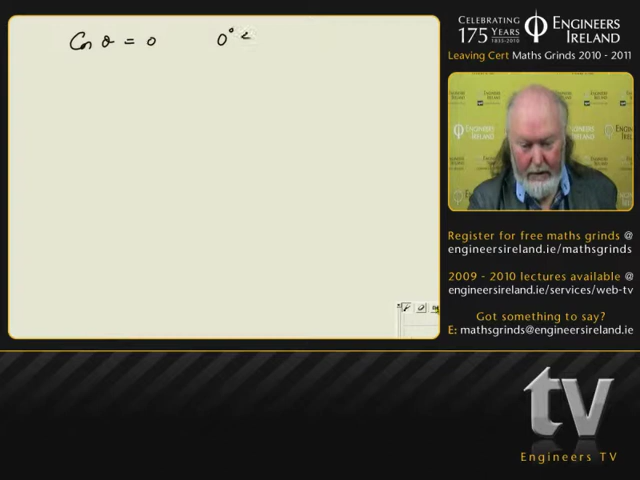 Cos θ = 0 0° ≤
CELEBRATING
175 YEARS
1835-2010
ENGINEERS
IRELAND
Leaving Cert Maths Grinds 2010 - 2011
Register for free maths grinds @
engineersireland.ie/mathsgrinds
2009 - 2010 lectures available @
engineersireland.ie/services/web-tv
Got something to say?
E: mathsgrinds@engineersireland.ie
tv
Engineers TV